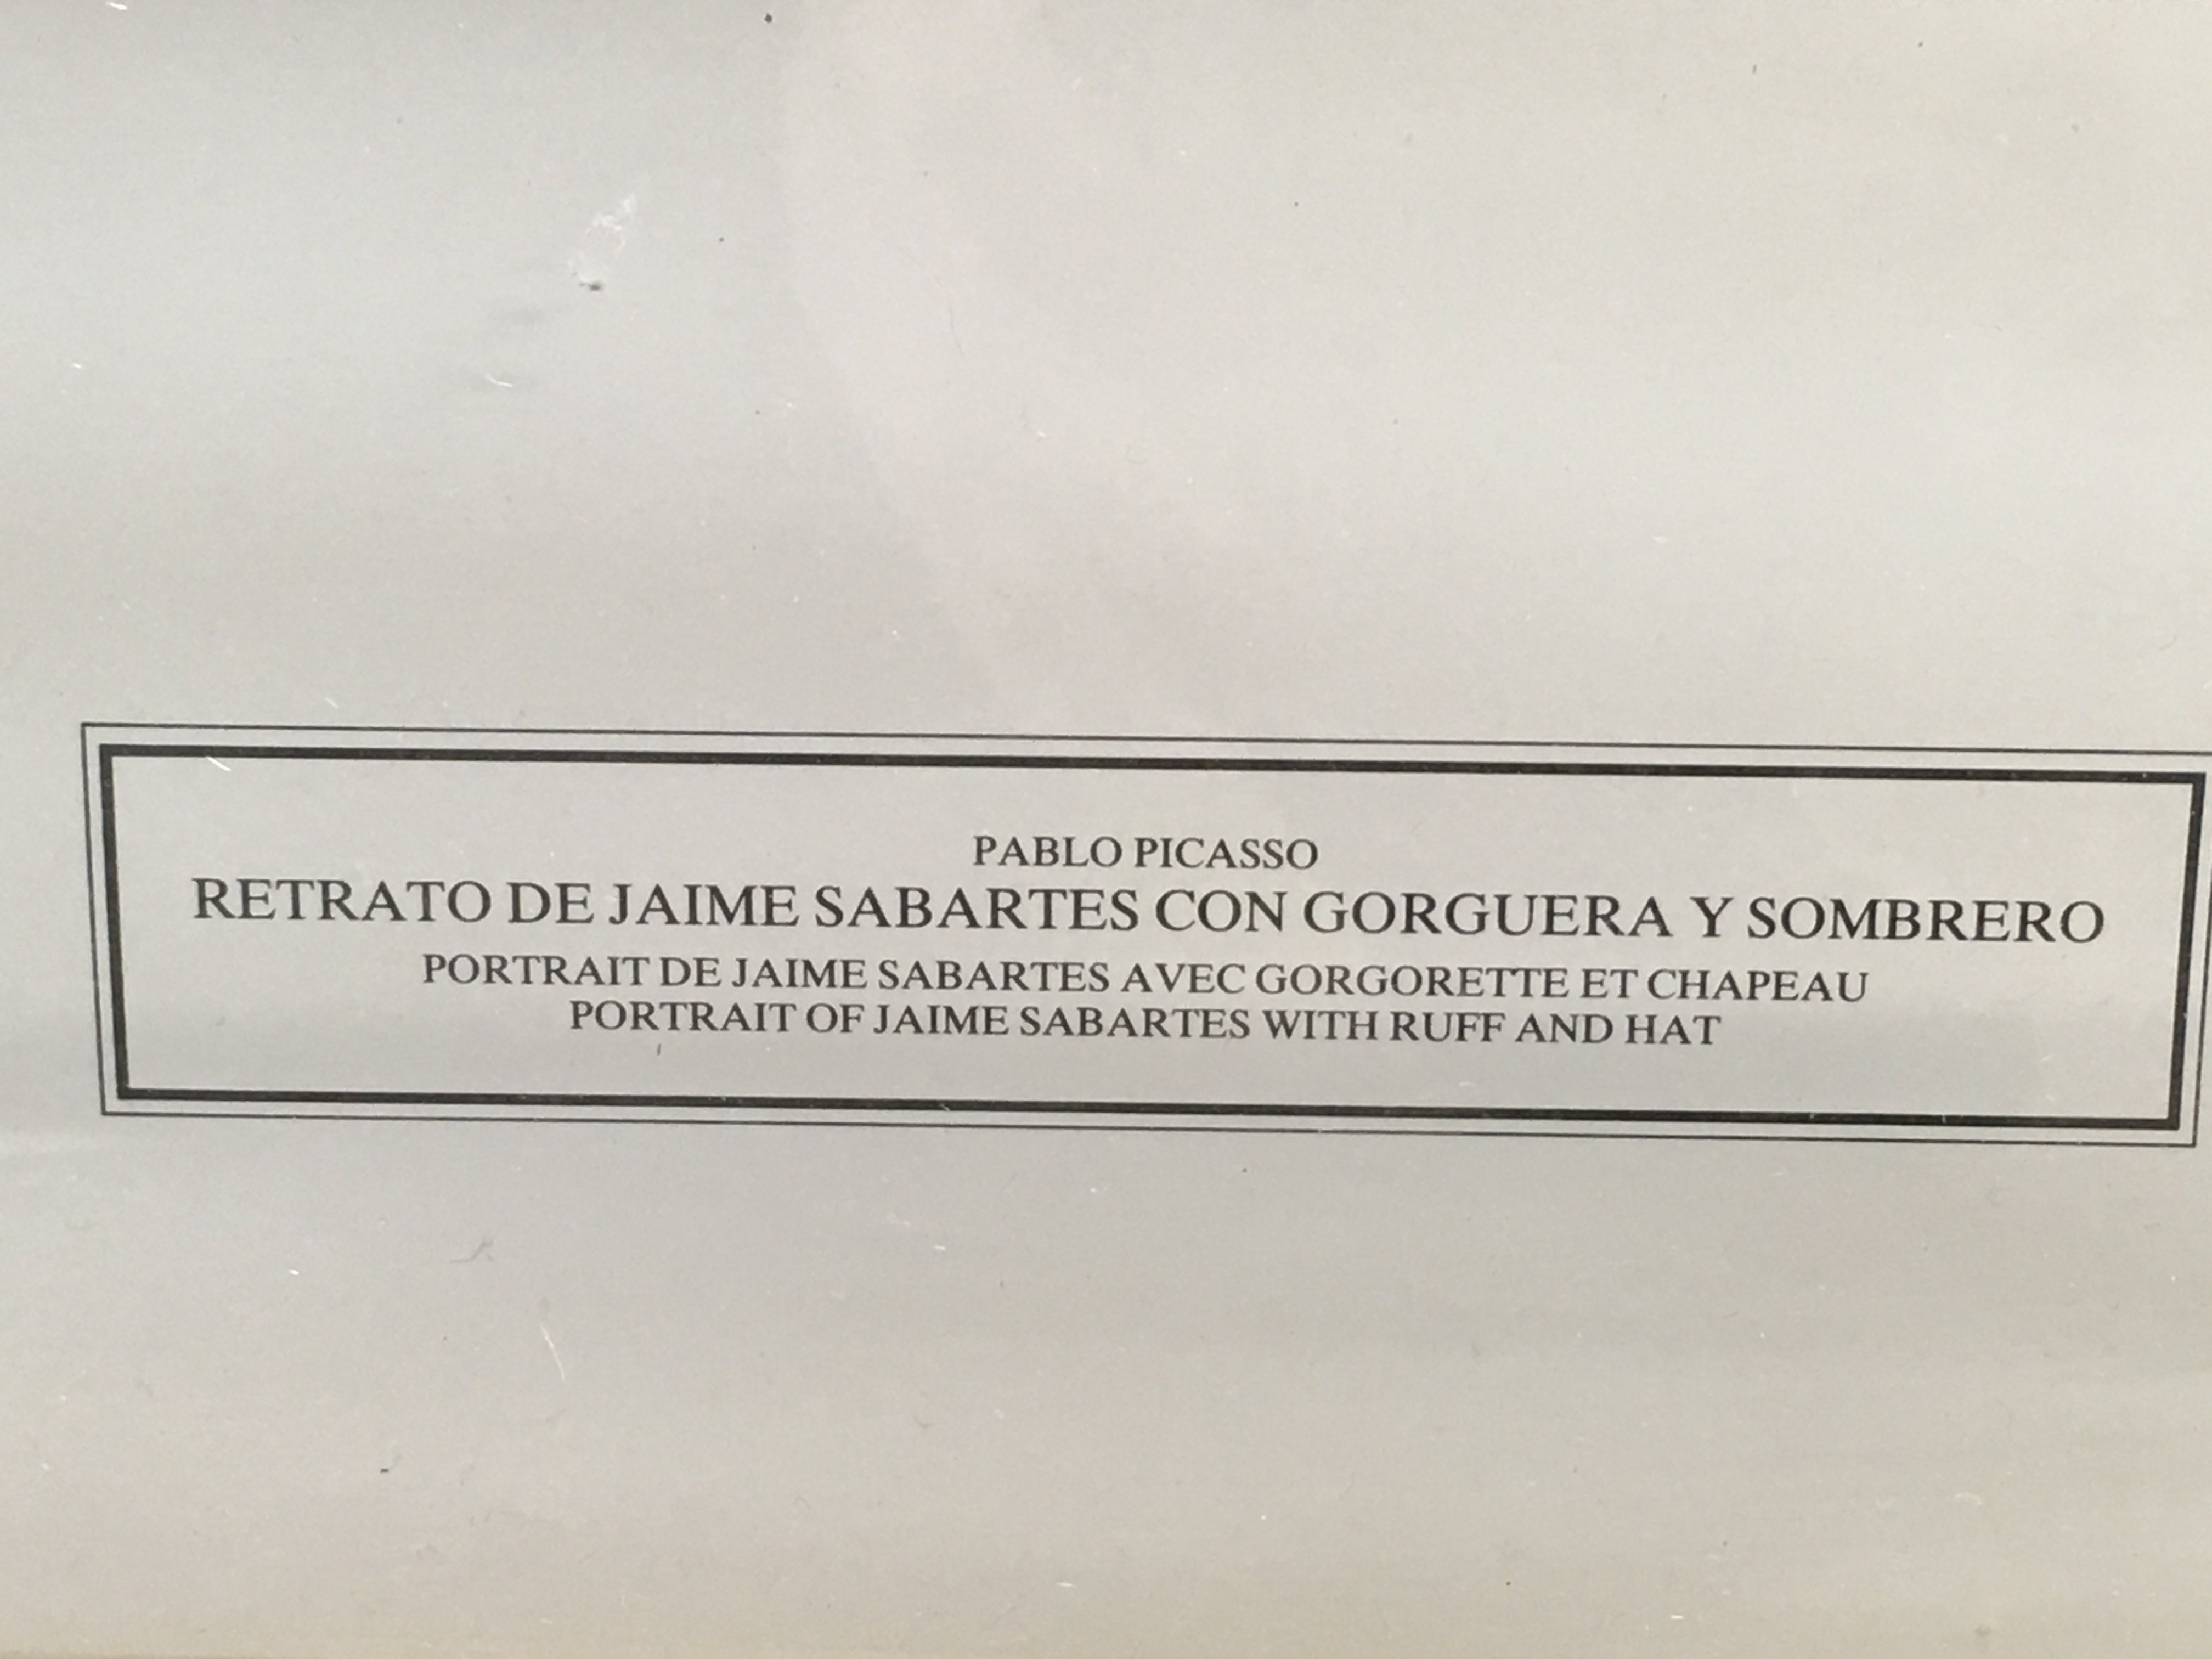 PABLO PICASSO
RETRATO DE JAIME SABARTES CON GORGUERA Y SOMBRERO
PORTRAIT DE JAIME SABARTES AVEC GORGORETTE ET CHAPEAU
PORTRAIT OF JAIME SABARTES WITH RUFF AND HAT